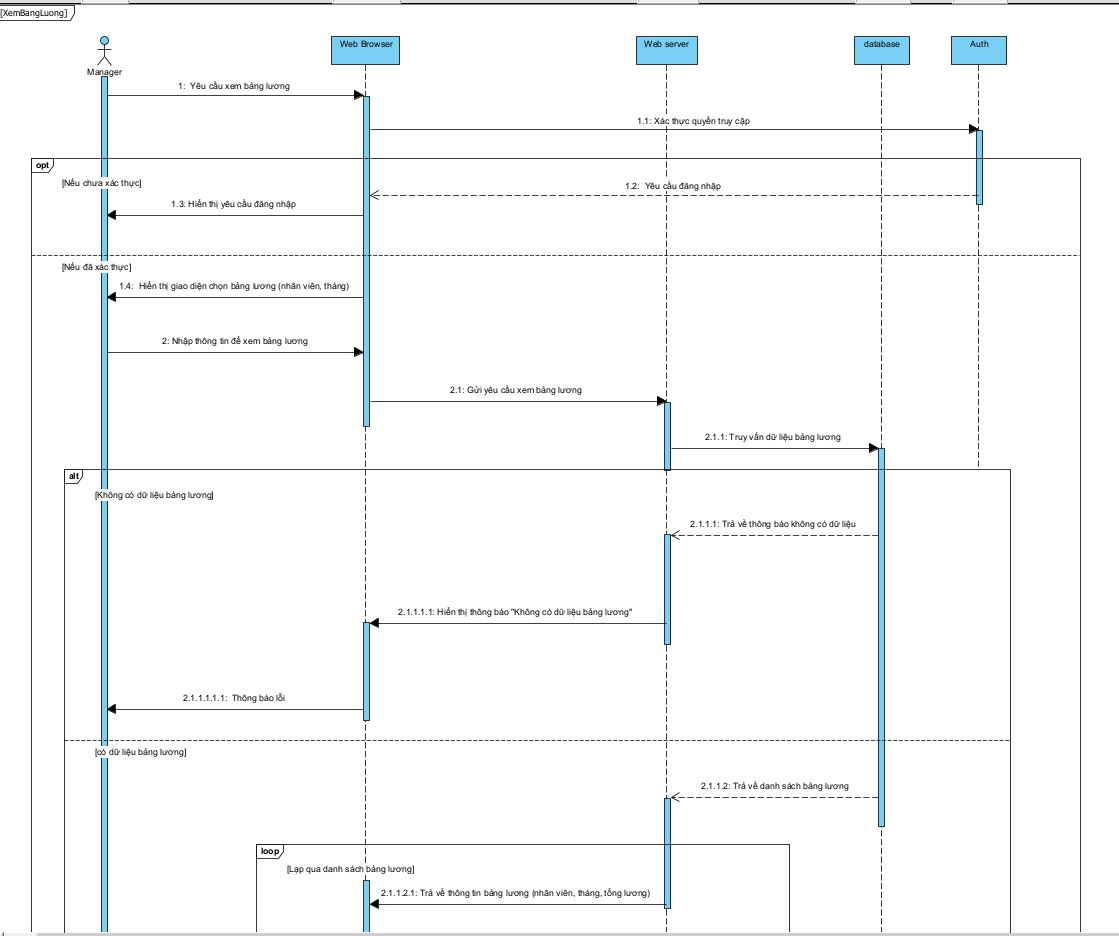 [XemBangLuong]
Manager
Web Browser
Web server
database
Auth
1: Yêu cầu xem bảng lương
1.1: Xác thực quyền truy cập
opt
[Nếu chưa xác thực]
1.2: Yêu cầu đăng nhập
1.3: Hiển thị yêu cầu đăng nhập
[Nếu đã xác thực]
1.4: Hiển thị giao diện chọn bảng lương (nhân viên, tháng)
2: Nhập thông tin để xem bảng lương
2.1: Gửi yêu cầu xem bảng lương
2.1.1: Truy vấn dữ liệu bảng lương
alt
[Không có dữ liệu bảng lương]
2.1.1.1: Trả về thông báo không có dữ liệu
2.1.1.1.1: Hiển thị thông báo "Không có dữ liệu bảng lương"
2.1.1.1.1.1: Thông báo lỗi
[có dữ liệu bảng lương]
2.1.1.2: Trả về danh sách bảng lương
loop
[Lạp qua danh sách bảng lương]
2.1.1.2.1: Trả về thông tin bảng lương (nhân viên, tháng, tổng lương)